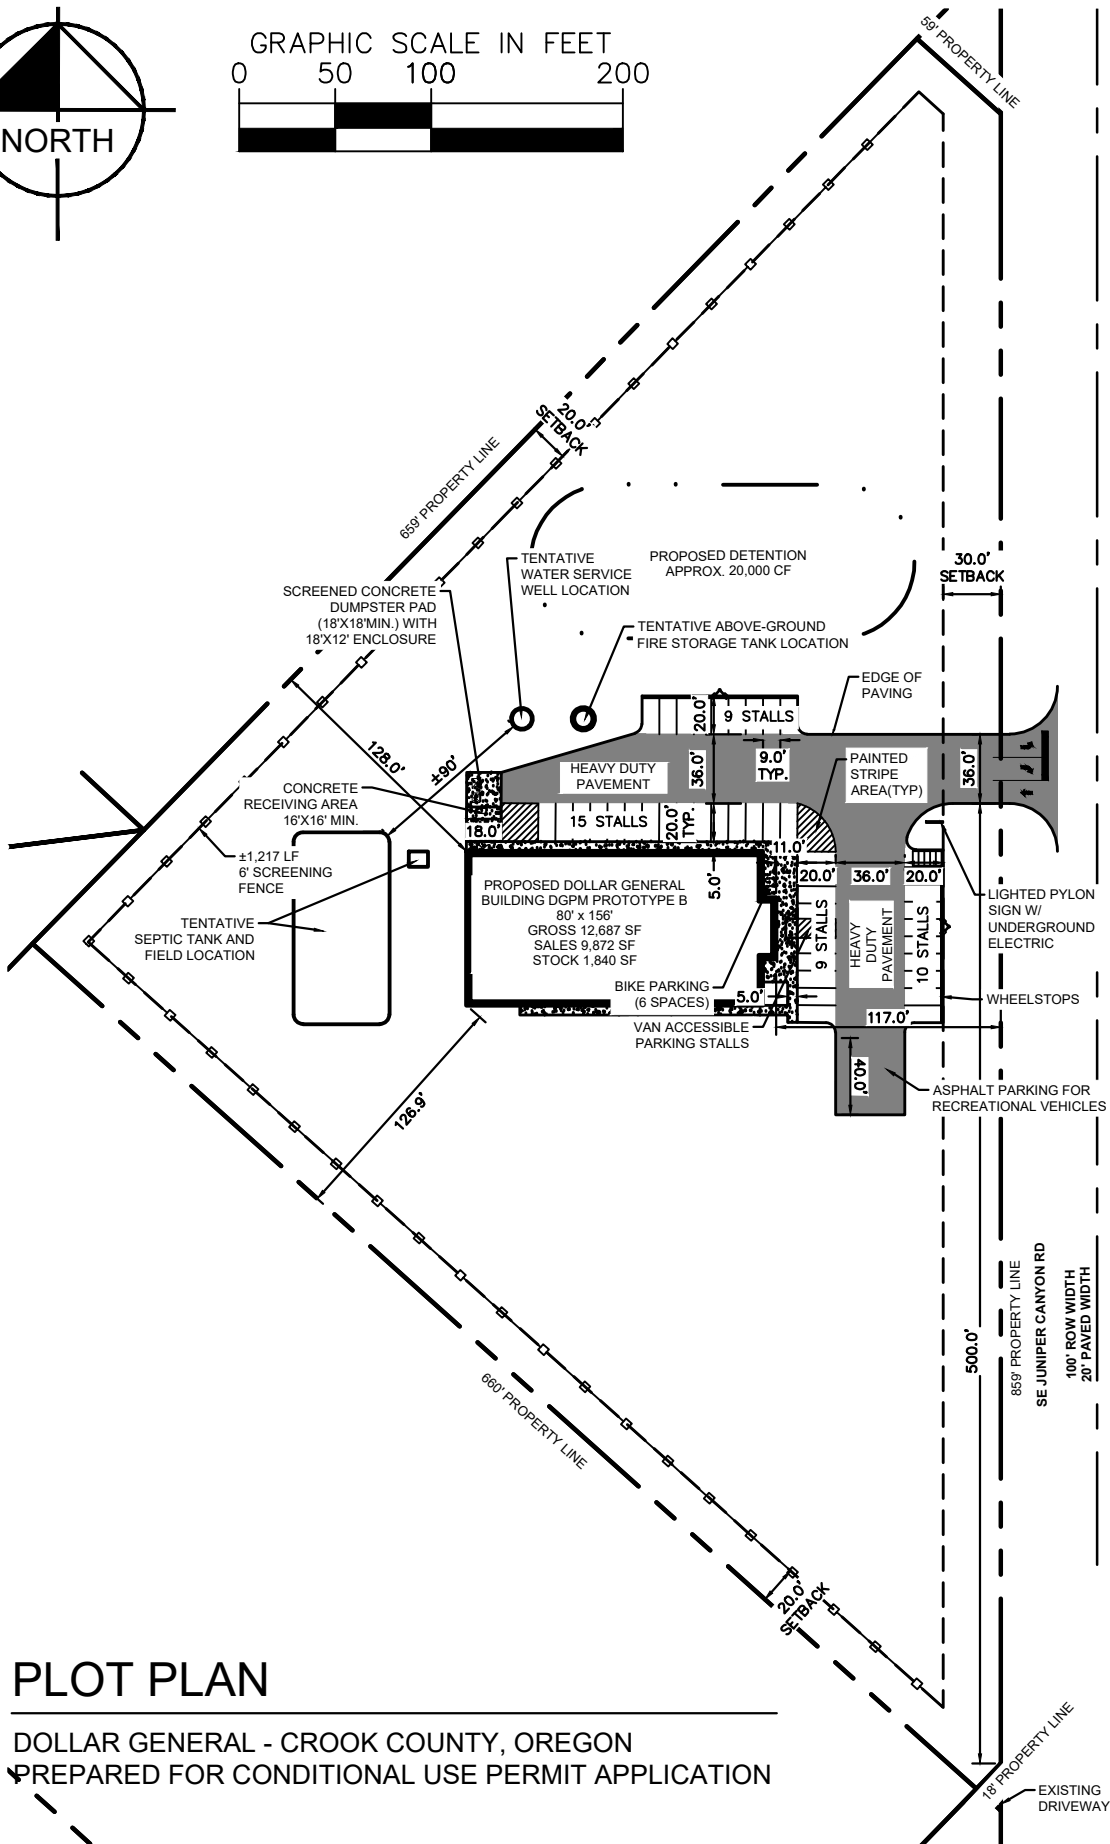 GRAPHIC SCALE IN FEET
0 50 100 200
NORTH
59' PROPERTY LINE
20.0'
SETBACK
659' PROPERTY LINE
TENTATIVE
WATER SERVICE
WELL LOCATION
PROPOSED DETENTION
APPROX. 20,000 CF
30.0'
SETBACK
SCREENED CONCRETE
DUMPSTER PAD
(18'X18'MIN.) WITH
18'X12' ENCLOSURE
TENTATIVE ABOVE-GROUND
FIRE STORAGE TANK LOCATION
EDGE OF
PAVING
20.0'
9 STALLS
128.0'
±90'
HEAVY DUTY
PAVEMENT
36.0'
9.0'
TYP.
PAINTED
STRIPE
AREA(TYP)
36.0'
CONCRETE
RECEIVING AREA
16'X16' MIN.
18.0'
15 STALLS
20.0'
TYP.
11.0'
±1,217 LF
6' SCREENING
FENCE
5.0'
20.0'
36.0'
20.0'
PROPOSED DOLLAR GENERAL
BUILDING DGPM PROTOTYPE B
80' x 156'
GROSS 12,687 SF
SALES 9,872 SF
STOCK 1,840 SF
TENTATIVE
SEPTIC TANK AND
FIELD LOCATION
9 STALLS
HEAVY
DUTY
PAVEMENT
10 STALLS
LIGHTED PYLON
SIGN W/
UNDERGROUND
ELECTRIC
BIKE PARKING
(6 SPACES)
5.0'
WHEELSTOPS
117.0'
VAN ACCESSIBLE
PARKING STALLS
40.0'
ASPHALT PARKING FOR
RECREATIONAL VEHICLES
126.9'
500.0'
859' PROPERTY LINE
SE JUNIPER CANYON RD
100' ROW WIDTH
20' PAVED WIDTH
660' PROPERTY LINE
20.0'
SETBACK
PLOT PLAN
DOLLAR GENERAL - CROOK COUNTY, OREGON
PREPARED FOR CONDITIONAL USE PERMIT APPLICATION
18' PROPERTY LINE
EXISTING
DRIVEWAY